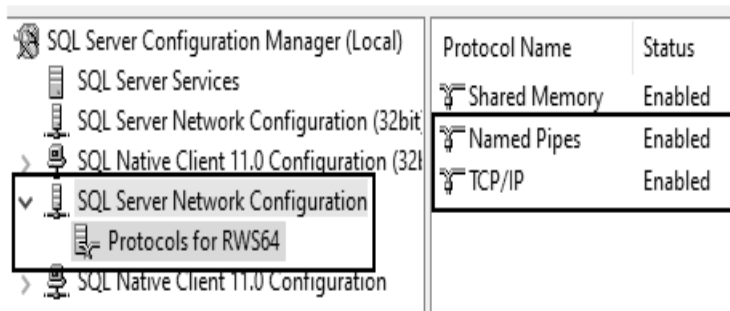 SQL Server Configuration Manager (Local)
SQL Server Services
SQL Server Network Configuration (32bit
SQL Native Client 11.0 Configuration (32b
SQL Server Network Configuration
Protocols for RWS64
SQL Native Client 11.0 Configuration
Protocol Name Status
Shared Memory Enabled
Named Pipes Enabled
TCP/IP Enabled